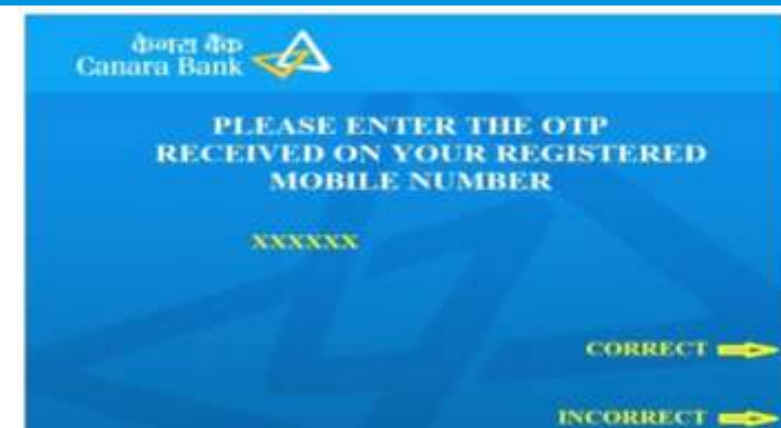 केनरा बैंक
Canara Bank
PLEASE ENTER THE OTP
RECEIVED ON YOUR REGISTERED
MOBILE NUMBER
XXXXXX
CORRECT
INCORRECT